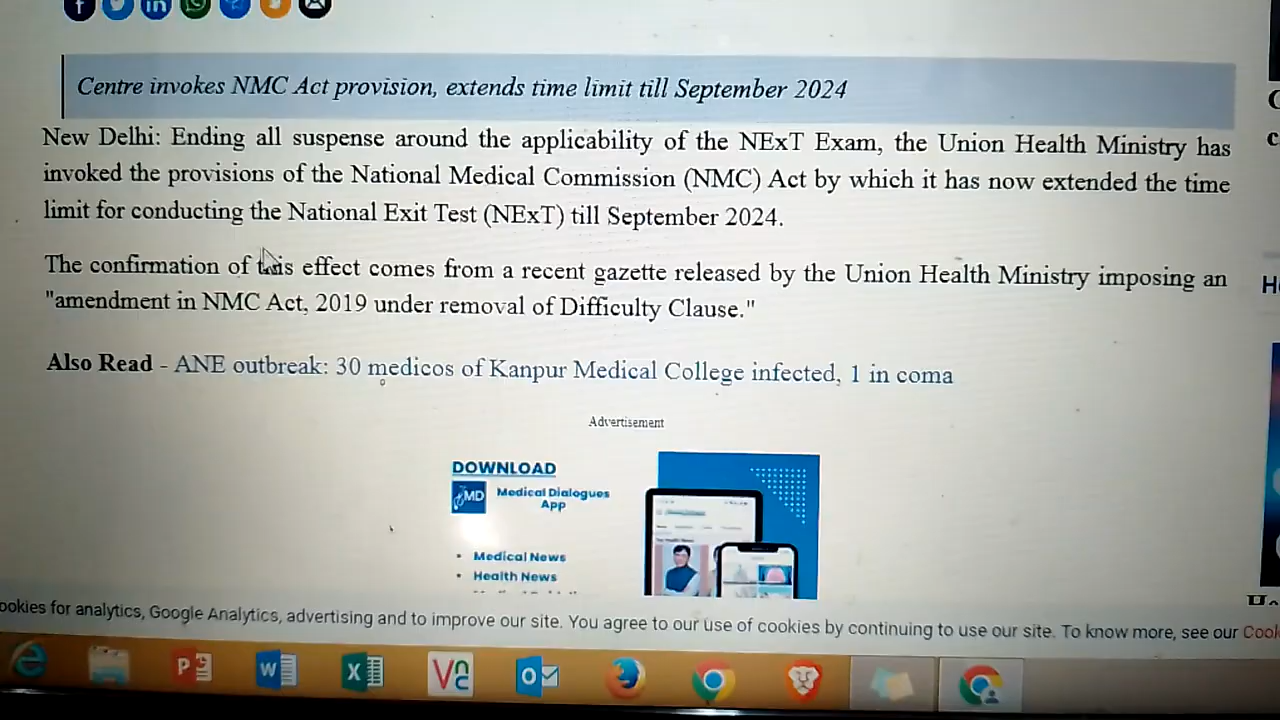 Centre invokes NMC Act provision, extends time limit till September 2024
New Delhi: Ending all suspense around the applicability of the NExT Exam, the Union Health Ministry has
invoked the provisions of the National Medical Commission (NMC) Act by which it has now extended the time
limit for conducting the National Exit Test (NExT) till September 2024.
The confirmation of this effect comes from a recent gazette released by the Union Health Ministry imposing an
"amendment in NMC Act, 2019 under removal of Difficulty Clause."
Also Read - ANE outbreak: 30 medicos of Kanpur Medical College infected, 1 in coma
Advertisement
DOWNLOAD
MD
Medical Dialogues
App
• Medical News
• Health News
ookies for analytics, Google Analytics, advertising and to improve our site. You agree to our use of cookies by continuing to use our site. To know more, see our Cook